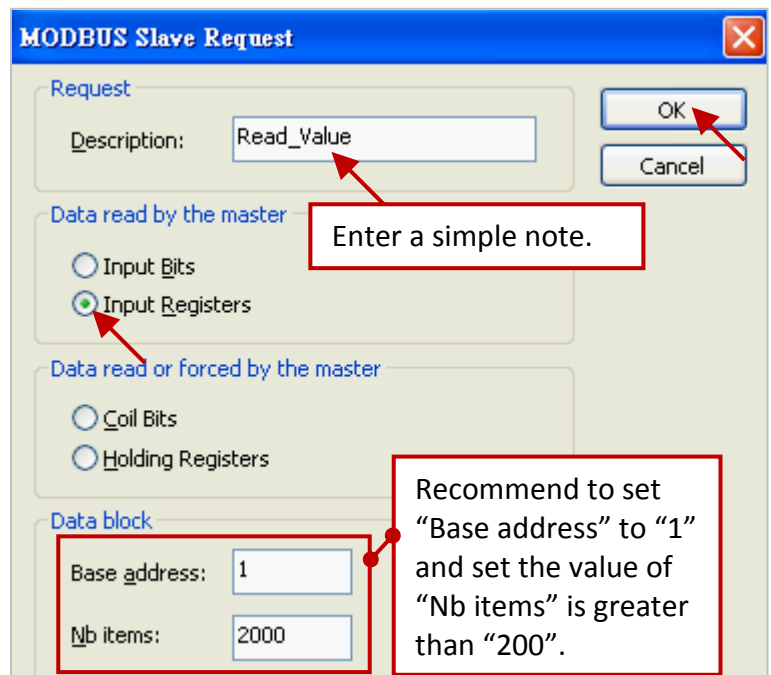 MODBUS Slave Request
Request
Description: Read_Value
OK
Cancel
Data read by the master
Enter a simple note.
Input Bits
Input Registers
Data read or forced by the master
Coil Bits
Holding Registers
Data block
Base address: 1
Nb items: 2000
Recommend to set
“Base address” to “1”
and set the value of
“Nb items” is greater
than “200”.